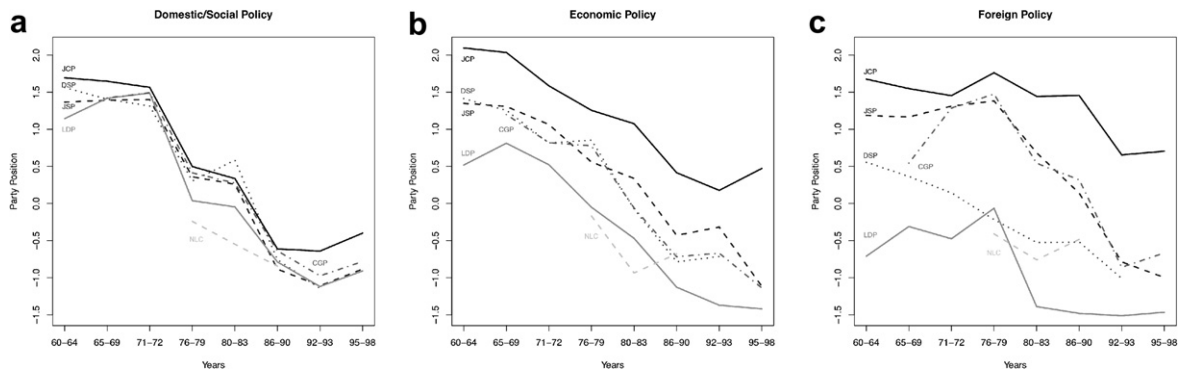 a
Domestic/Social Policy
Party Position
2.0
1.5
1.0
0.5
0.0
−0.5
−1.0
−1.5
JCP
DSP
JSP
LDP
NLC
CGP
60−64 65−69 71−72 76−79 80−83 86−90 92−93 95−98
Years
b
Economic Policy
Party Position
2.0
1.5
1.0
0.5
0.0
−0.5
−1.0
−1.5
JCP
DSP
JSP
CGP
LDP
NLC
60−64 65−69 71−72 76−79 80−83 86−90 92−93 95−98
Years
c
Foreign Policy
Party Position
2.0
1.5
1.0
0.5
0.0
−0.5
−1.0
−1.5
JCP
JSP
DSP
CGP
LDP
NLC
60−64 65−69 71−72 76−79 80−83 86−90 92−93 95−98
Years